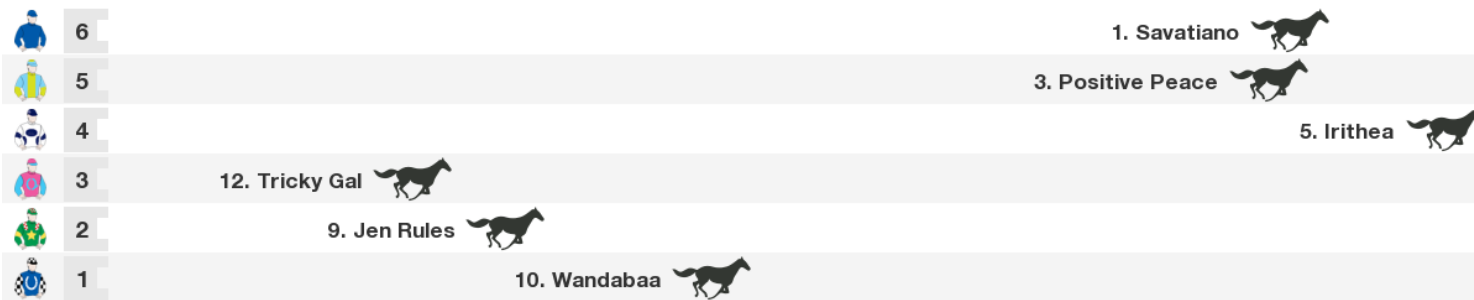 6 1. Savatiano
5 3. Positive Peace
4 5. Irithea
3 12. Tricky Gal
2 9. Jen Rules
1 10. Wandabaa